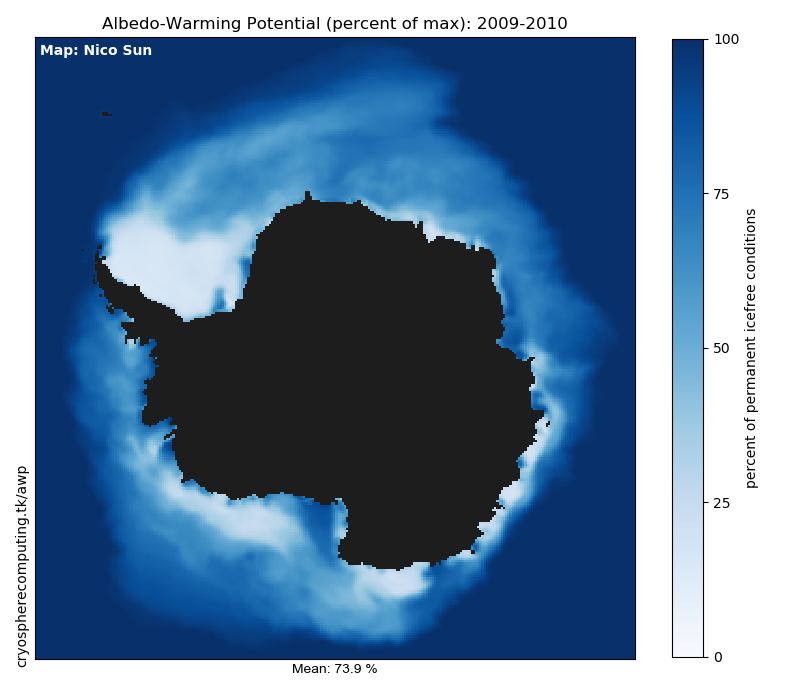 Albedo-Warming Potential (percent of max): 2009-2010
Map: Nico Sun
100
75
50
25
0
percent of permanent icefree conditions
cryospherecomputing.tk/awp
Mean: 73.9 %